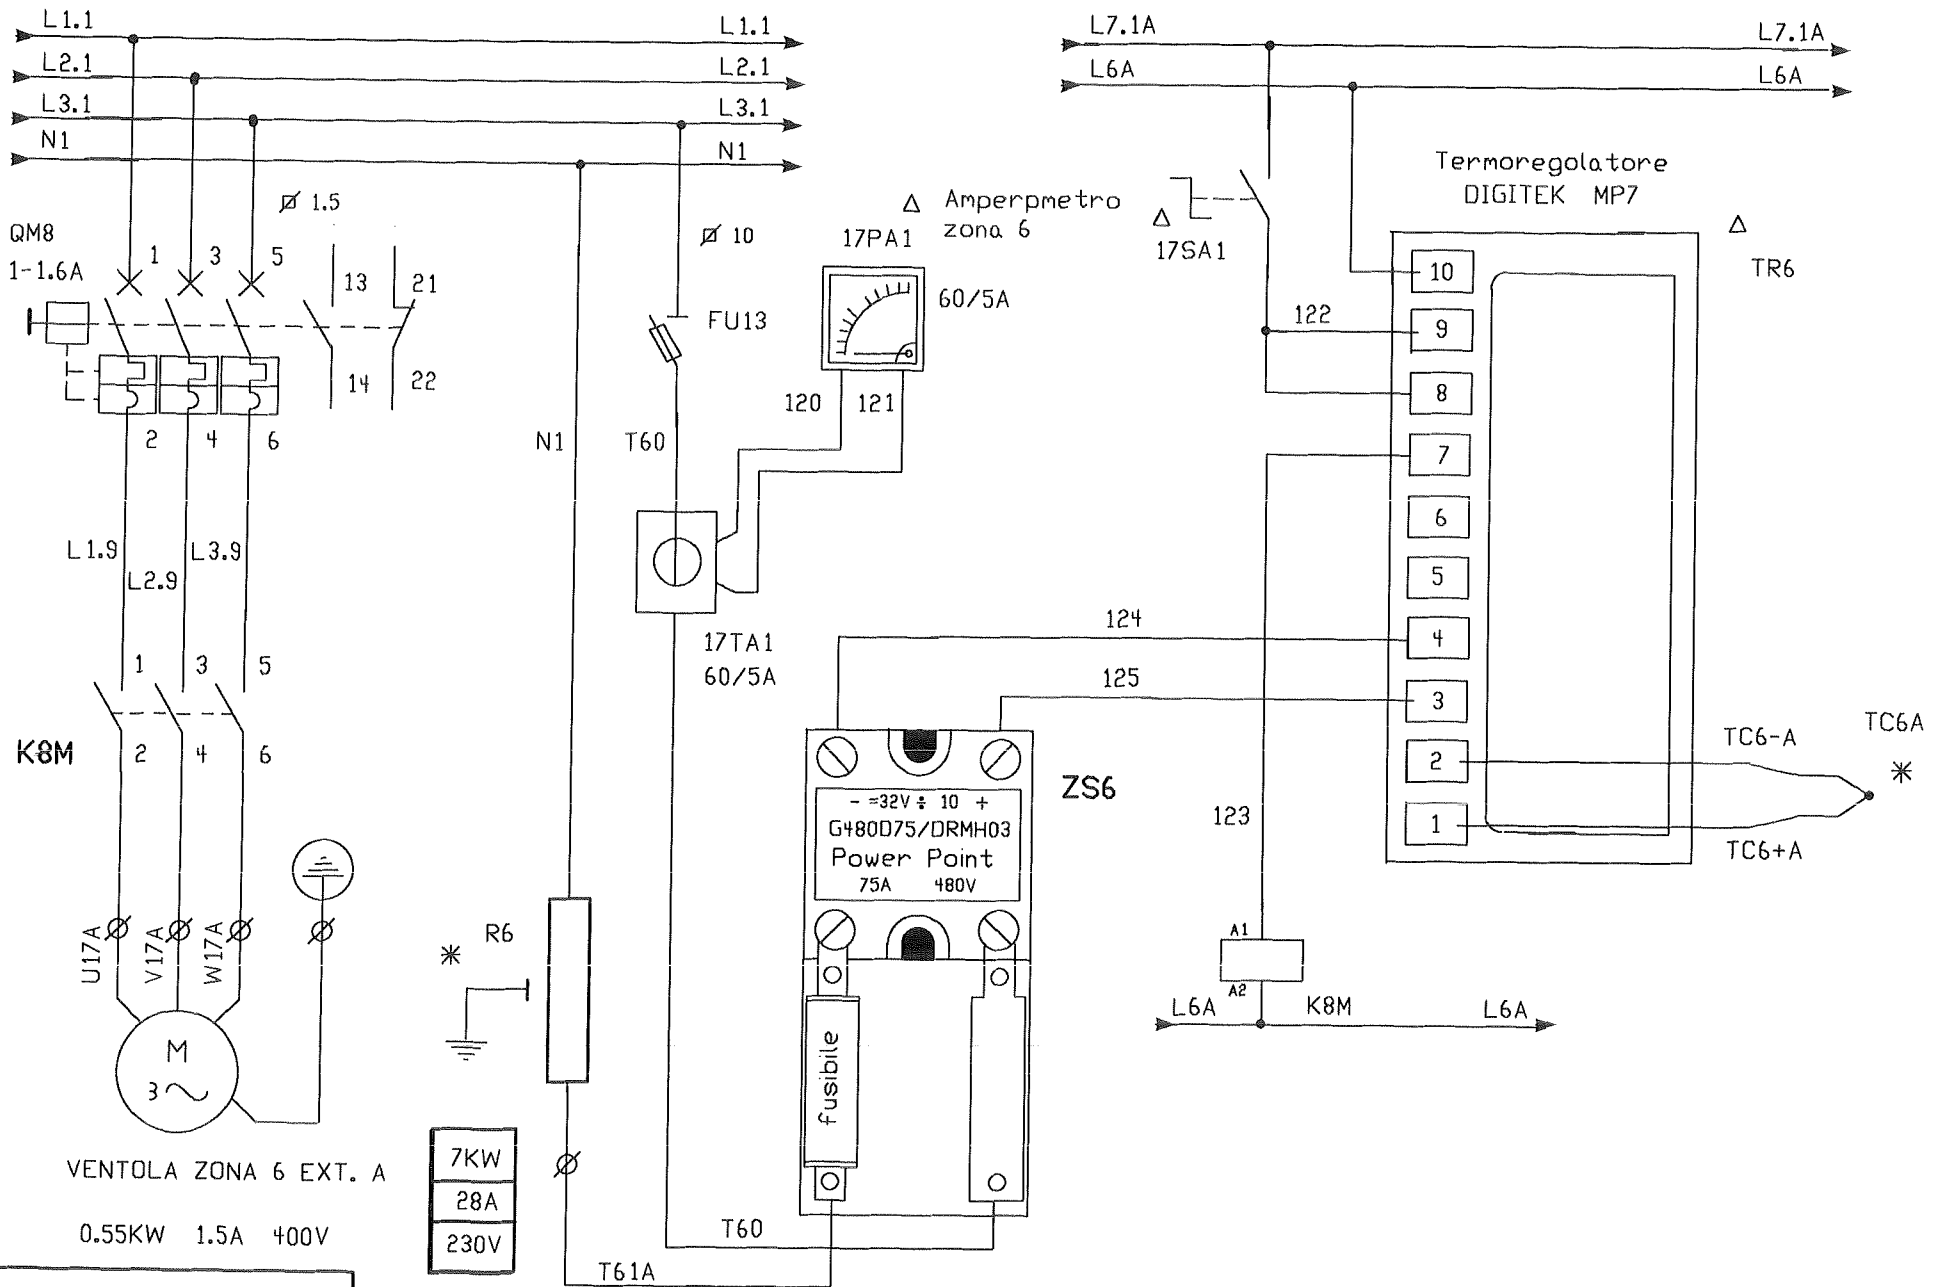 L1.1
L1.1
L2.1
L2.1
L3.1
L3.1
N1
N1
L7.1A
L7.1A
L6A
L6A
1.5
QM8
1-1.6A
1
3
5
13
21
14
22
2
4
6
L1.9
L2.9
L3.9
1
3
5
K8M
2
4
6
U17A
V17A
W17A
M
3
VENTOLA ZONA 6 EXT. A
0.55KW 1.5A 400V
10
FU13
N1
T60
17PA1
Amperpmetro
zona 6
60/5A
120
121
17TA1
60/5A
R6
7KW
28A
230V
T61A
T60
124
125
- =32V ÷ 10 +
G480D75/DRMH03
Power Point
75A 480V
fusibile
ZS6
17SA1
Termoregolatore
DIGITEK MP7
TR6
122
10
9
8
7
6
5
4
3
2
1
TC6-A
TC6A
TC6+A
123
A1
A2
K8M
L6A
L6A